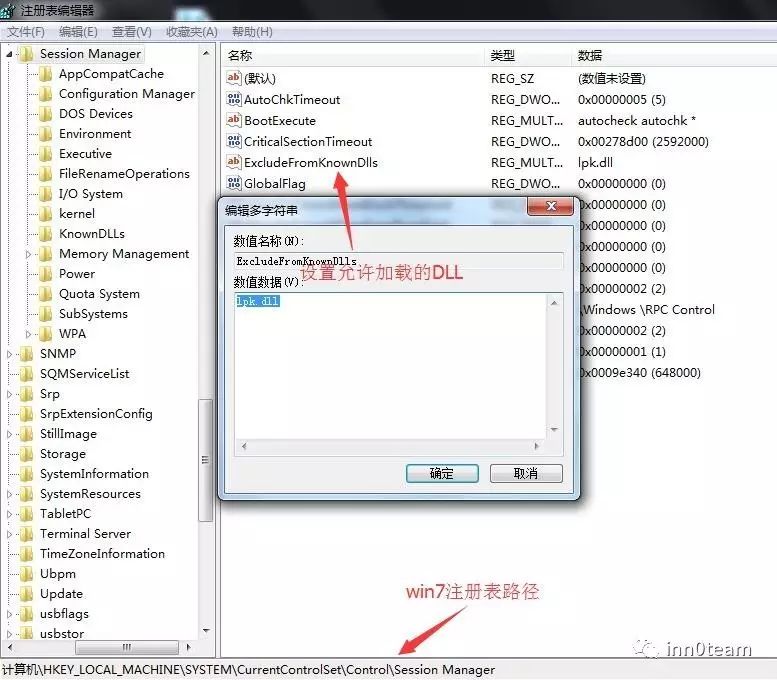 注册表编辑器
文件(F) 编辑(E) 查看(V) 收藏夹(A) 帮助(H)
Session Manager
AppCompatCache
Configuration Manager
DOS Devices
Environment
Executive
FileRenameOperations
I/O System
kernel
KnownDLLs
Memory Management
Power
Quota System
SubSystems
WPA
SNMP
SQMServiceList
Srp
SrpExtensionConfig
StillImage
Storage
SystemInformation
SystemResources
TabletPC
Terminal Server
TimeZoneInformation
Ubpm
Update
usbflags
usbstor
名称 类型 数据
(默认) REG_SZ (数值未设置)
AutoChkTimeout REG_DWO... 0x00000005 (5)
BootExecute REG_MULT... autocheck autochk *
CriticalSectionTimeout REG_DWO... 0x00278d00 (2592000)
ExcludeFromKnownDlls REG_MULT... lpk.dll
GlobalFlag REG_DWO... 0x00000000 (0)
0x00000000 (0)
0x00000000 (0)
0x00000000 (0)
0x00000000 (0)
0x00000002 (2)
\Windows \RPC Control
0x00000002 (2)
0x00000001 (1)
0x0009e340 (648000)
编辑多字符串
数值名称(N):
ExcludeFromKnownDlls
设置允许加载的DLL
数值数据(V):
lpk.dll
确定 取消
win7注册表路径
inn0team
计算机\HKEY_LOCAL_MACHINE\SYSTEM\CurrentControlSet\Control\Session Manager